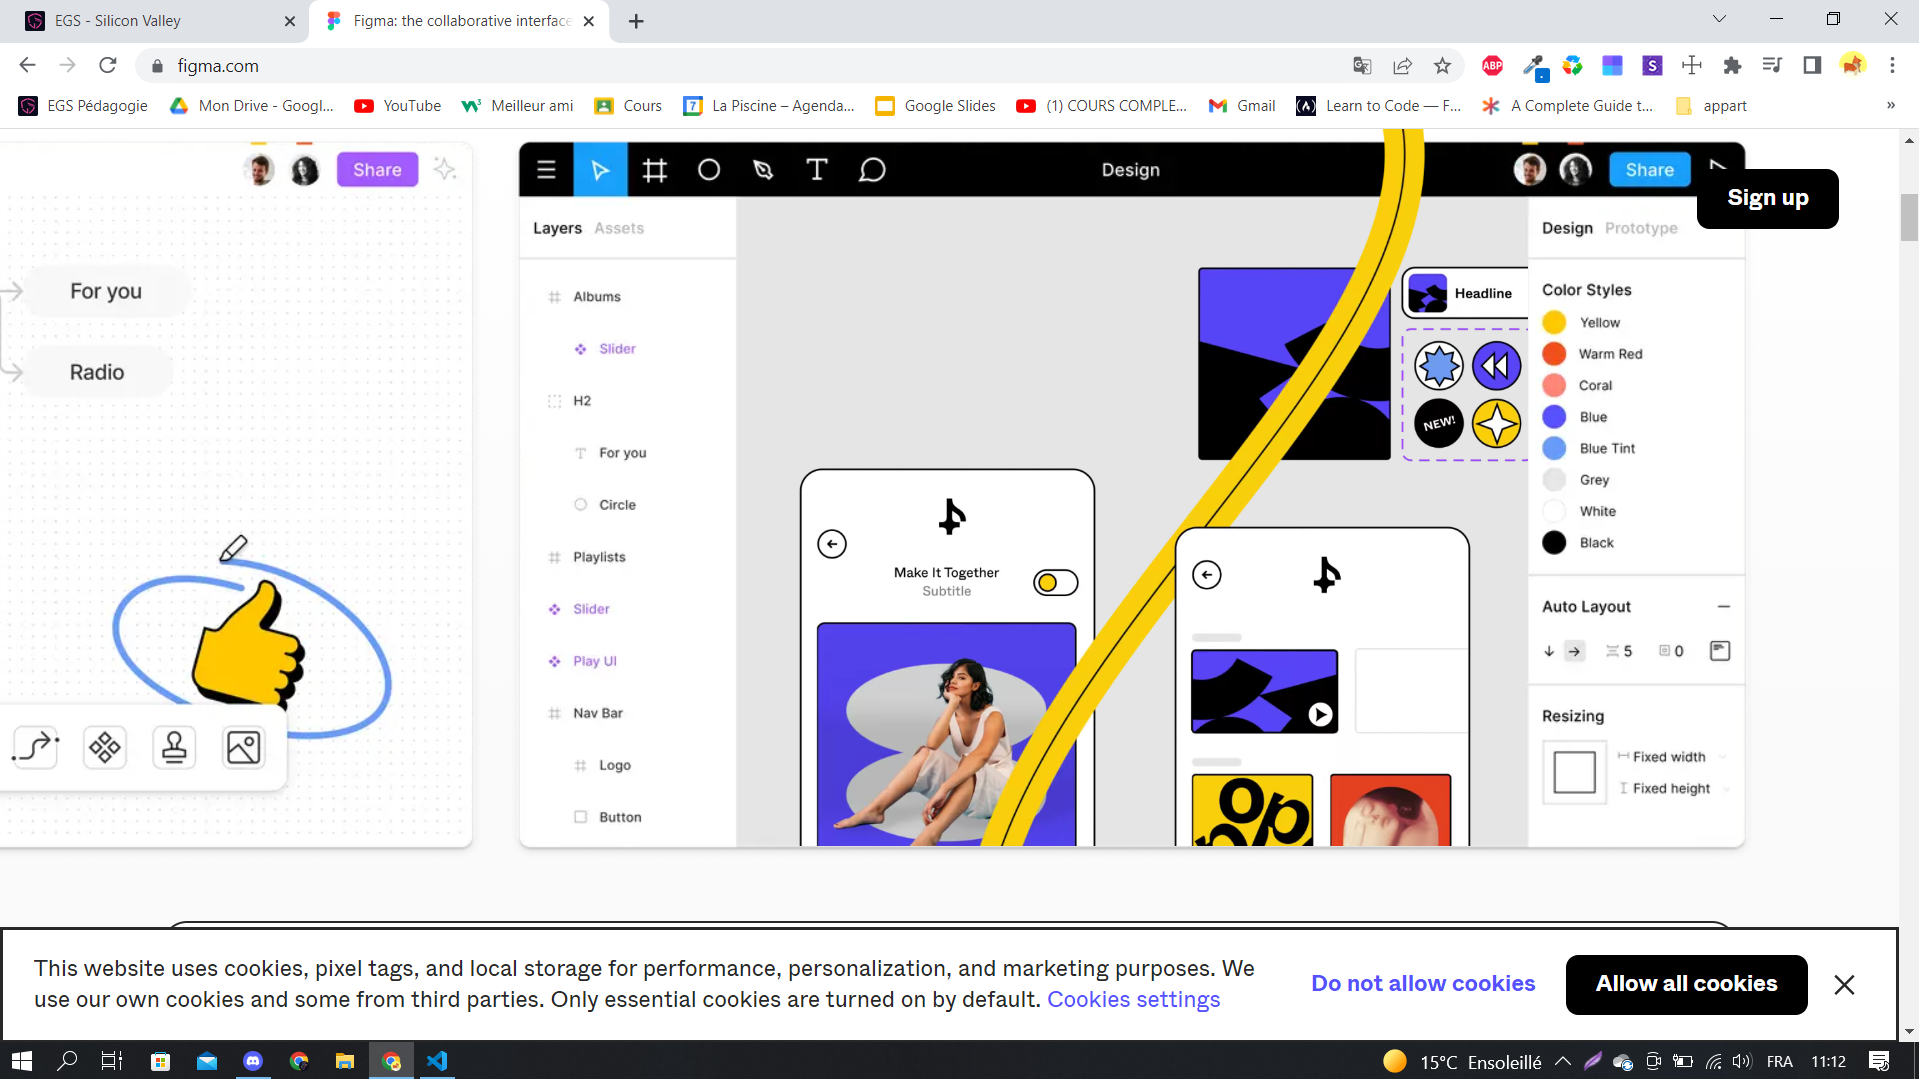 EGS - Silicon Valley
Figma: the collaborative interface
figma.com
EGS Pédagogie
Mon Drive - Googl...
YouTube
Meilleur ami
Cours
La Piscine – Agenda...
Google Slides
(1) COURS COMPLE...
Gmail
Learn to Code — F...
A Complete Guide t...
appart
»
Share
Design
Share
Sign up
Layers Assets
Design Prototype
For you
Radio
Albums
Slider
H2
For you
Circle
Playlists
Slider
Play UI
Nav Bar
Logo
Button
Headline
NEW!
Make It Together
Subtitle
Color Styles
Yellow
Warm Red
Coral
Blue
Blue Tint
Grey
White
Black
Auto Layout
5 0
Resizing
Fixed width
Fixed height
This website uses cookies, pixel tags, and local storage for performance, personalization, and marketing purposes. We
use our own cookies and some from third parties. Only essential cookies are turned on by default. Cookies settings
Do not allow cookies
Allow all cookies
15°C Ensoleillé
FRA
11:12